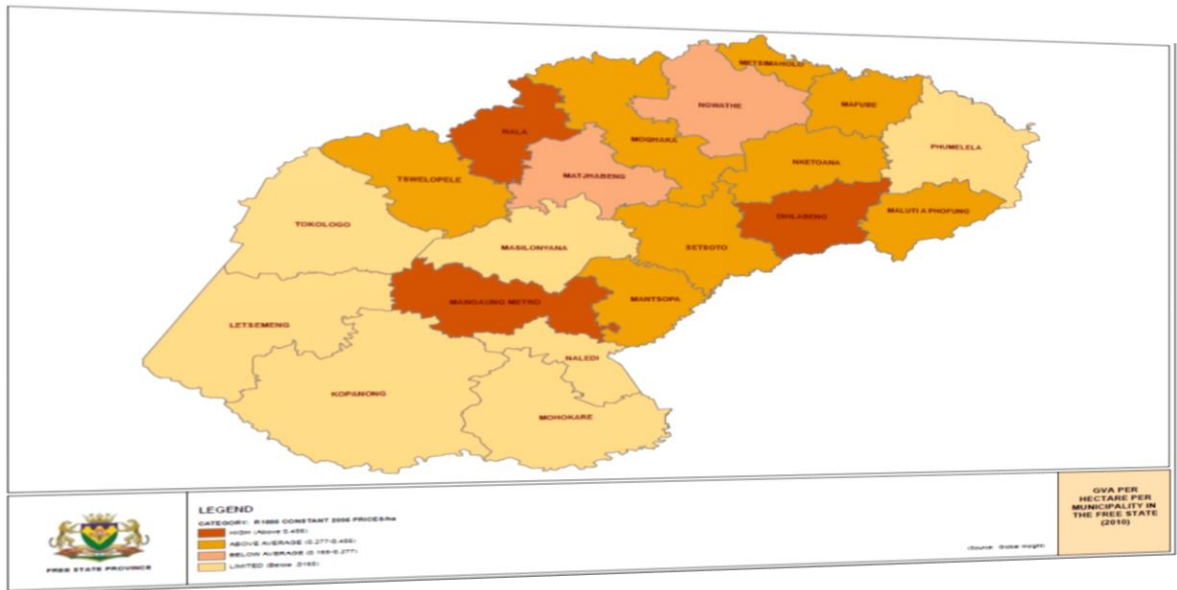 METSIMAHOLO
NGWATHE
MAFUBE
NALA
MOQHAKA
PHUMELELA
NKETOANA
MATJHABENG
TSWELOPELE
DIHLABENG
MALUTI A PHOFUNG
TOKOLOGO
MASILONYANA
SETSOTO
MANGAUNG METRO
MANTSOPA
LETSEMENG
NALEDI
KOPANONG
MOHOKARE
FREE STATE PROVINCE
LEGEND
CATEGORY: R1000 CONSTANT 2005 PRICES/ha
HIGH (Above 0.455)
ABOVE AVERAGE (0.277-0.455)
BELOW AVERAGE (0.165-0.277)
LIMITED (Below .0165)
(Source: Global Insight)
GVA PER
HECTARE PER
MUNICIPALITY IN
THE FREE STATE
(2010)